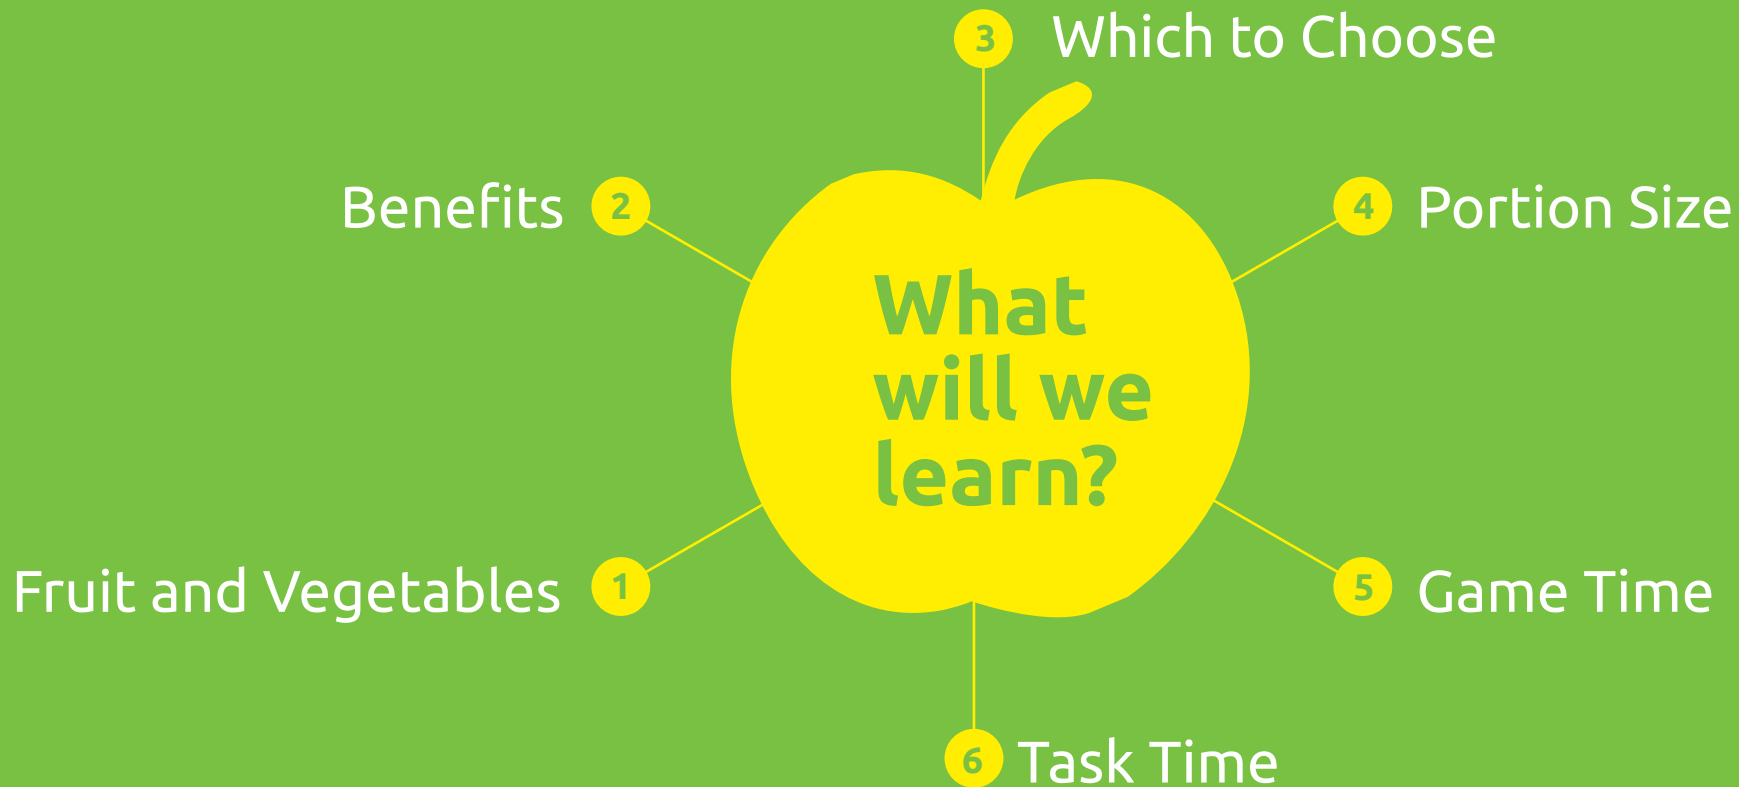 What
will we
learn?
1 Fruit and Vegetables
2 Benefits
3 Which to Choose
4 Portion Size
5 Game Time
6 Task Time